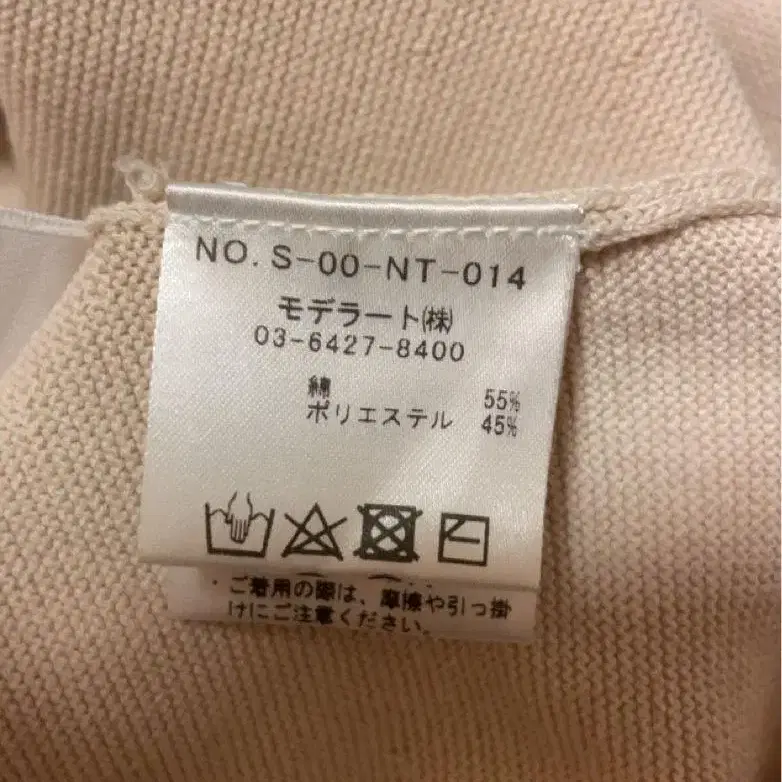 NO. S-00-NT-014
モデラート㈱
03-6427-8400
綿 55%
ポリエステル 45%
・ご着用の際は、摩擦や引っ掛
けにご注意ください。